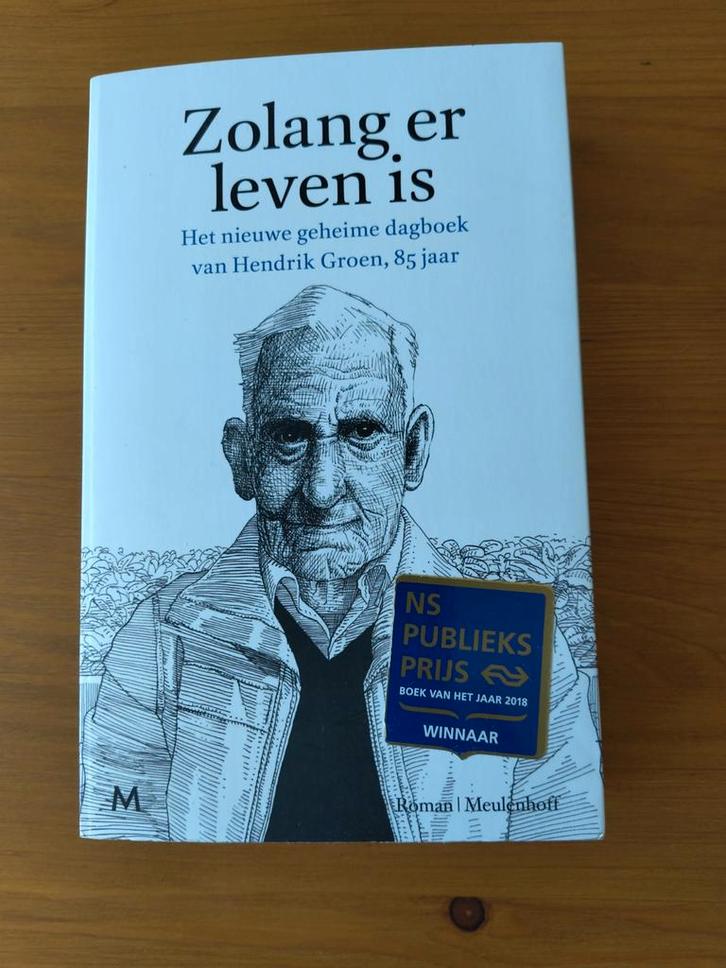 Zolang er
leven is
Het nieuwe geheime dagboek
van Hendrik Groen, 85 jaar
NS
PUBLIEKS
PRIJS
BOEK VAN HET JAAR 2018
WINNAAR
M
Roman | Meulenhoff